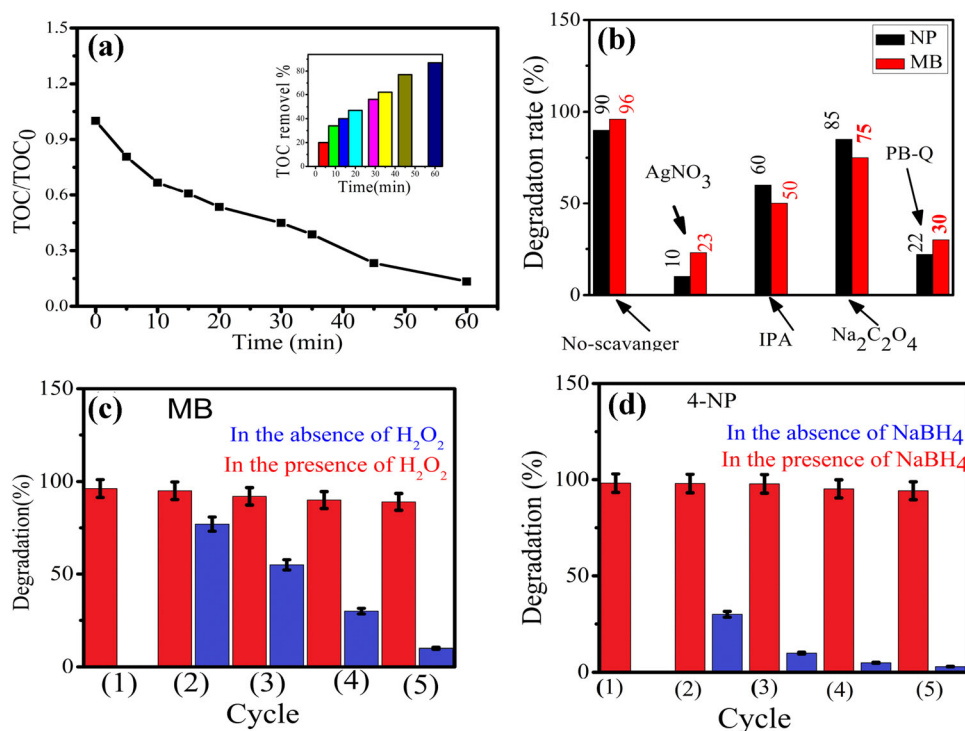 (a)
1.5
1.2
0.9
0.6
0.3
0.0
TOC/TOC₀
0 10 20 30 40 50 60
Time (min)
80
60
40
20
0
TOC removel %
0 10 20 30 40 50 60
Time(min)
(b)
NP
MB
150
100
50
0
Degradaton rate (%)
90 96
AgNO₃
10 23
60 50
85 75
PB-Q
22 30
No-scavanger
IPA
Na₂C₂O₄
(c)
MB
In the absence of H₂O₂
In the presence of H₂O₂
150
100
50
0
Degradation(%)
(1) (2) (3) (4) (5)
Cycle
(d)
4-NP
In the absence of NaBH₄
In the presence of NaBH₄
150
100
50
0
Degradation (%)
(1) (2) (3) (4) (5)
Cycle